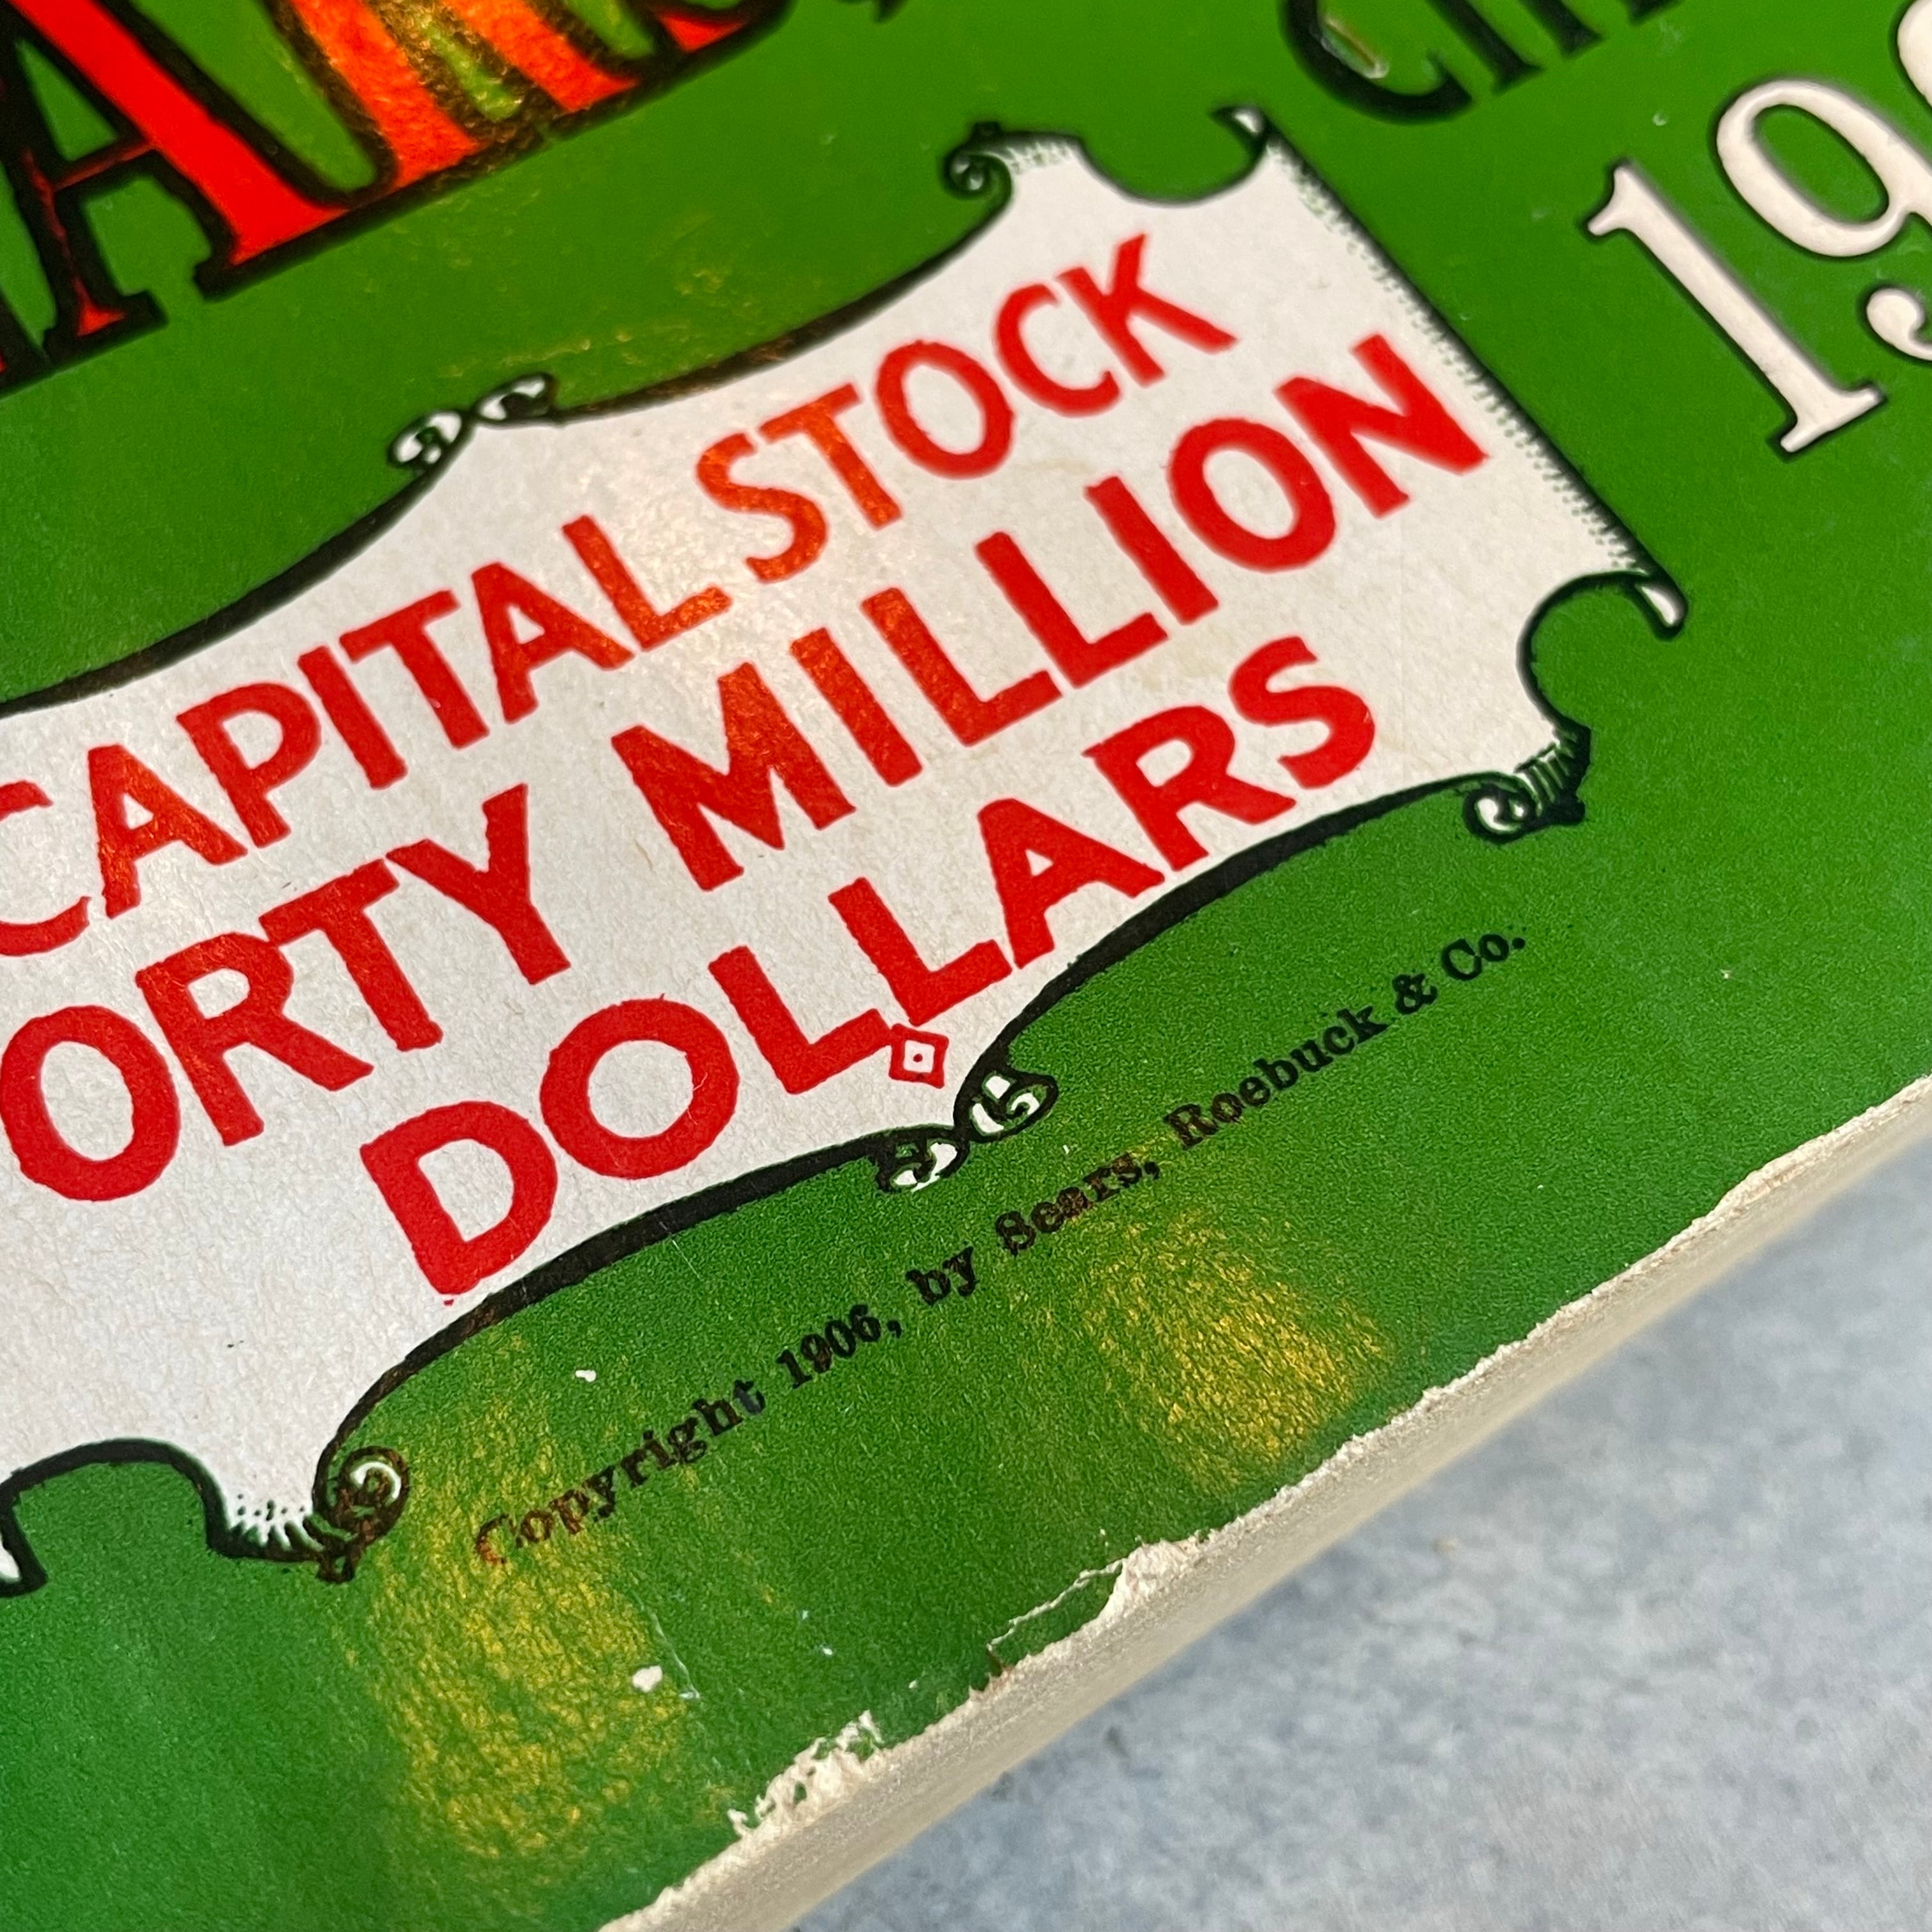 CAPITAL STOCK
ORTY MILLION
DOLLARS
Copyright 1906, by Sears, Roebuck & Co.